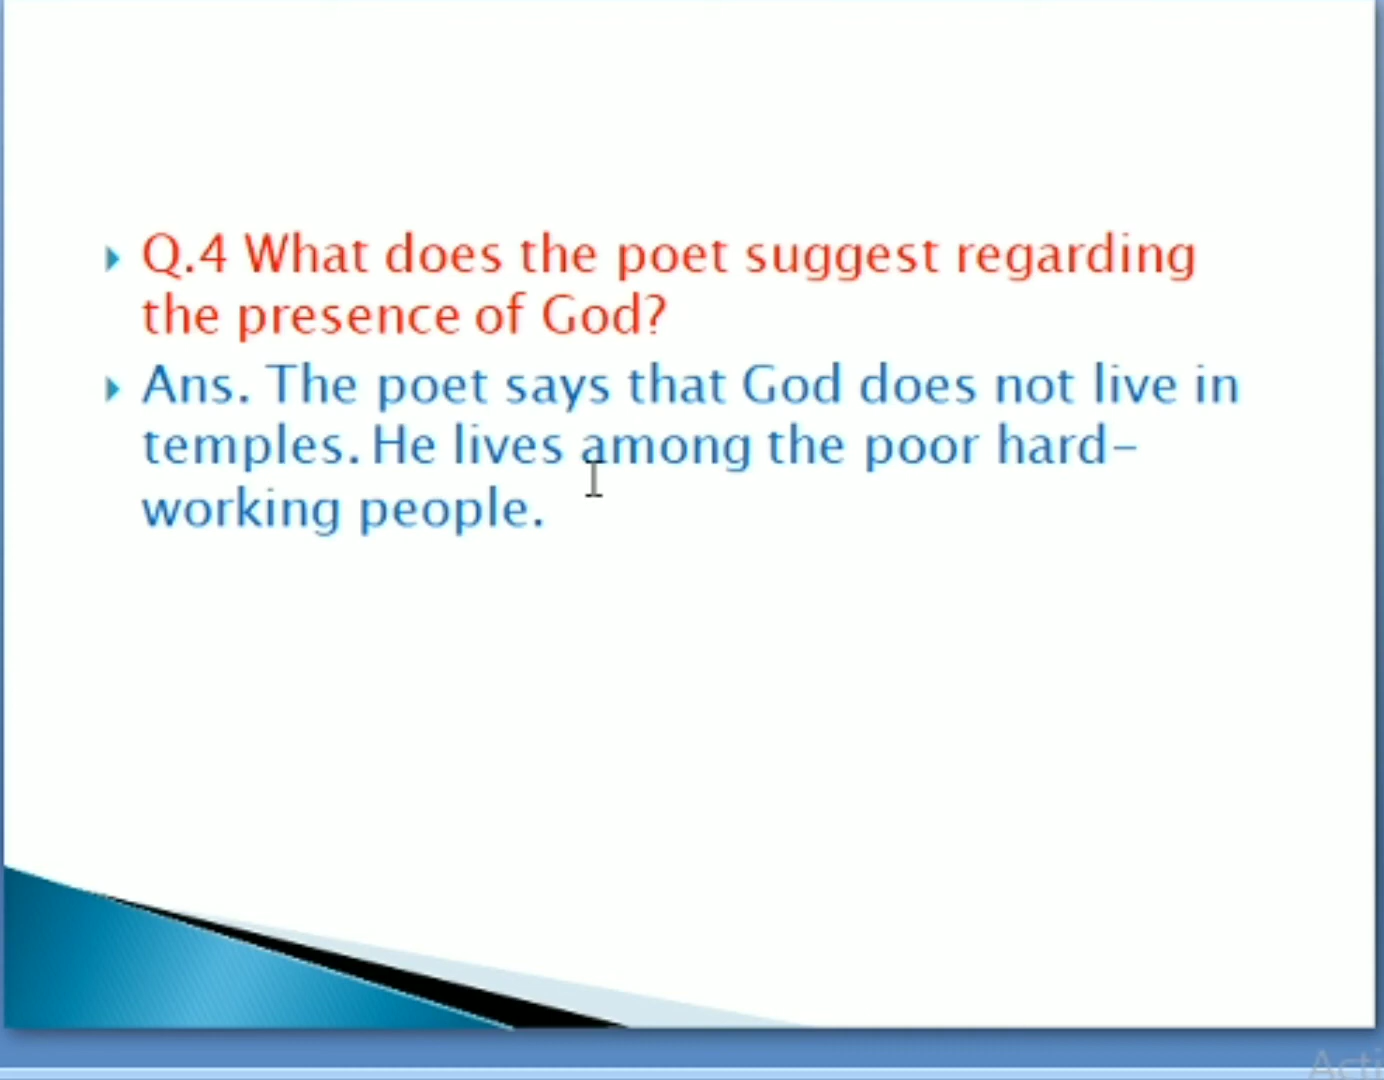 Q.4 What does the poet suggest regarding
the presence of God?
Ans. The poet says that God does not live in
temples. He lives among the poor hard-
working people.
Acti